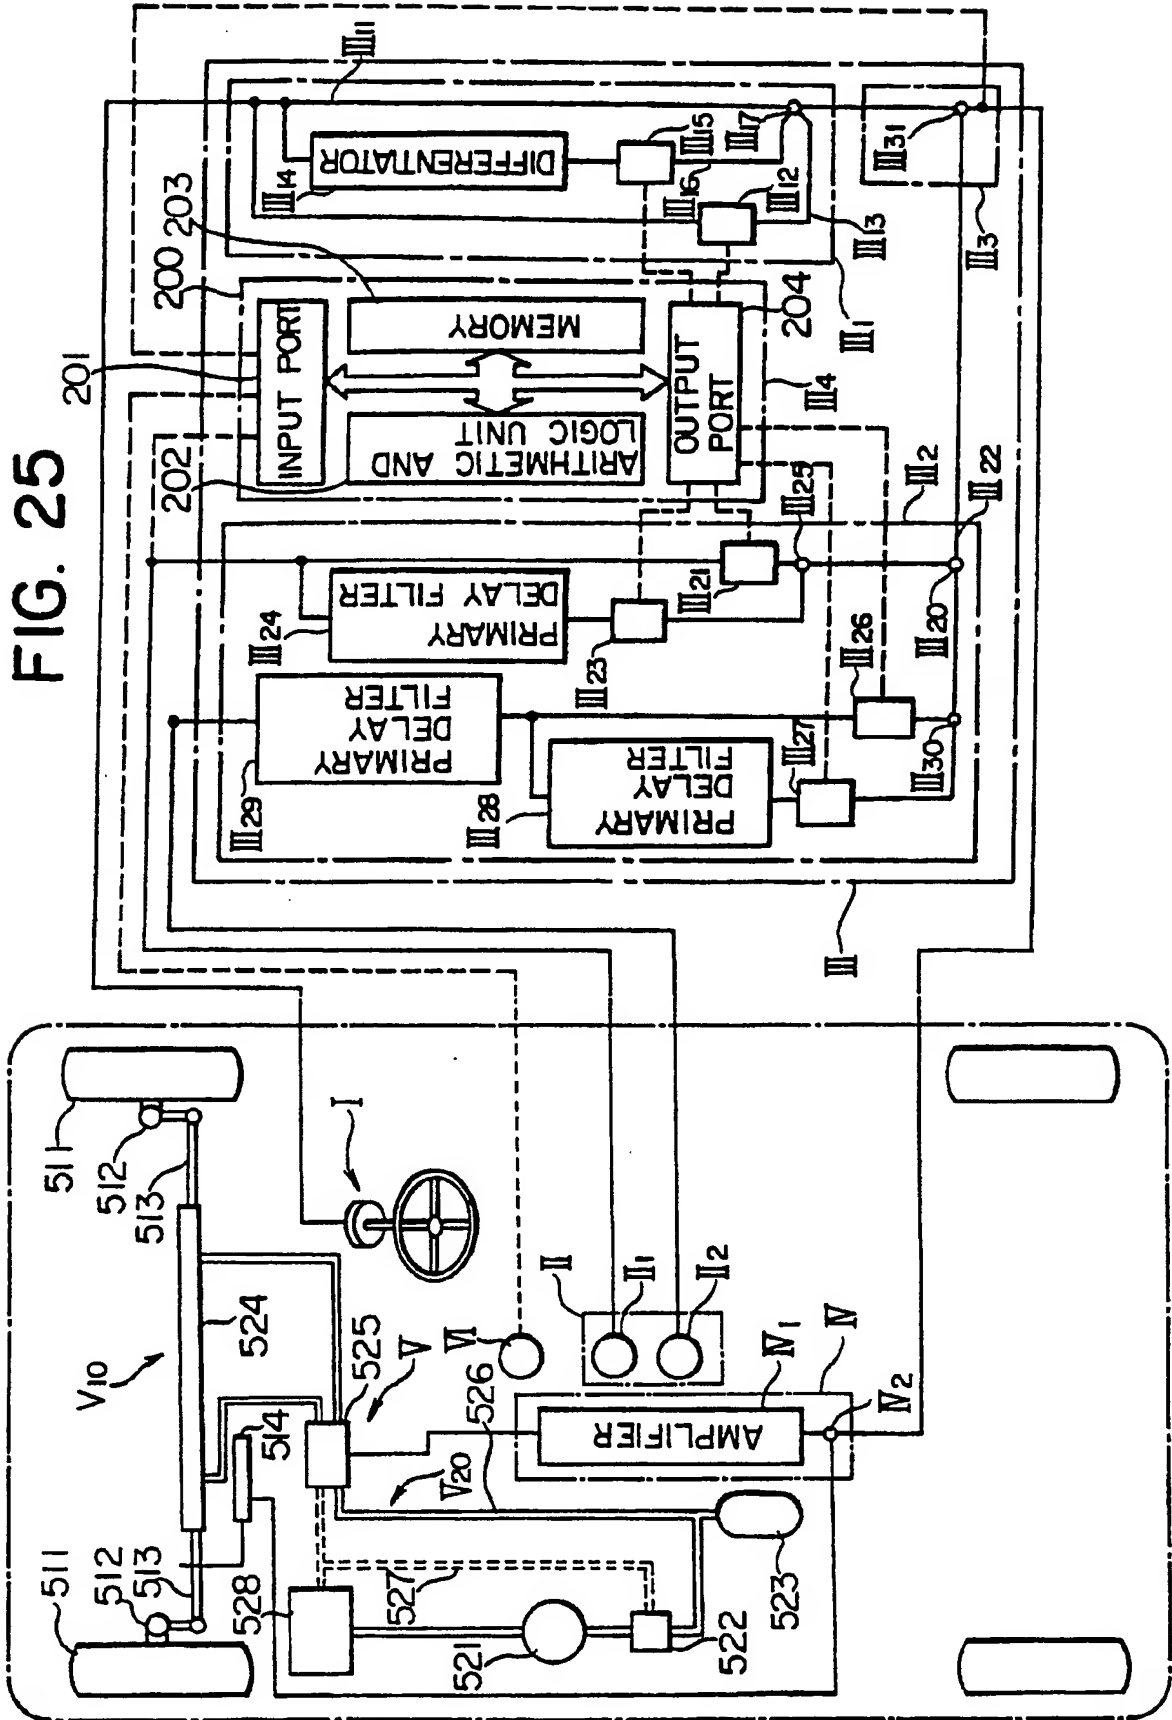 FIG. 25
201
200
203
202
INPUT PORT
MEMORY
ARITHMETIC AND
LOGIC UNIT
OUTPUT
PORT
204
III4
III11
III14
DIFFERENTIATOR
III15
III16
III17
III12
III13
III1
III31
III3
III24
PRIMARY
DELAY FILTER
III23
III21
III25
III2
III22
III20
III29
PRIMARY
DELAY
FILTER
III28
PRIMARY
DELAY
FILTER
III27
III26
III30
III
511
512
513
V10
524
514
511
512
513
528
525
V
526
V20
527
521
522
523
I
VI
II
II1
II2
IV
IV1
AMPLIFIER
IV2